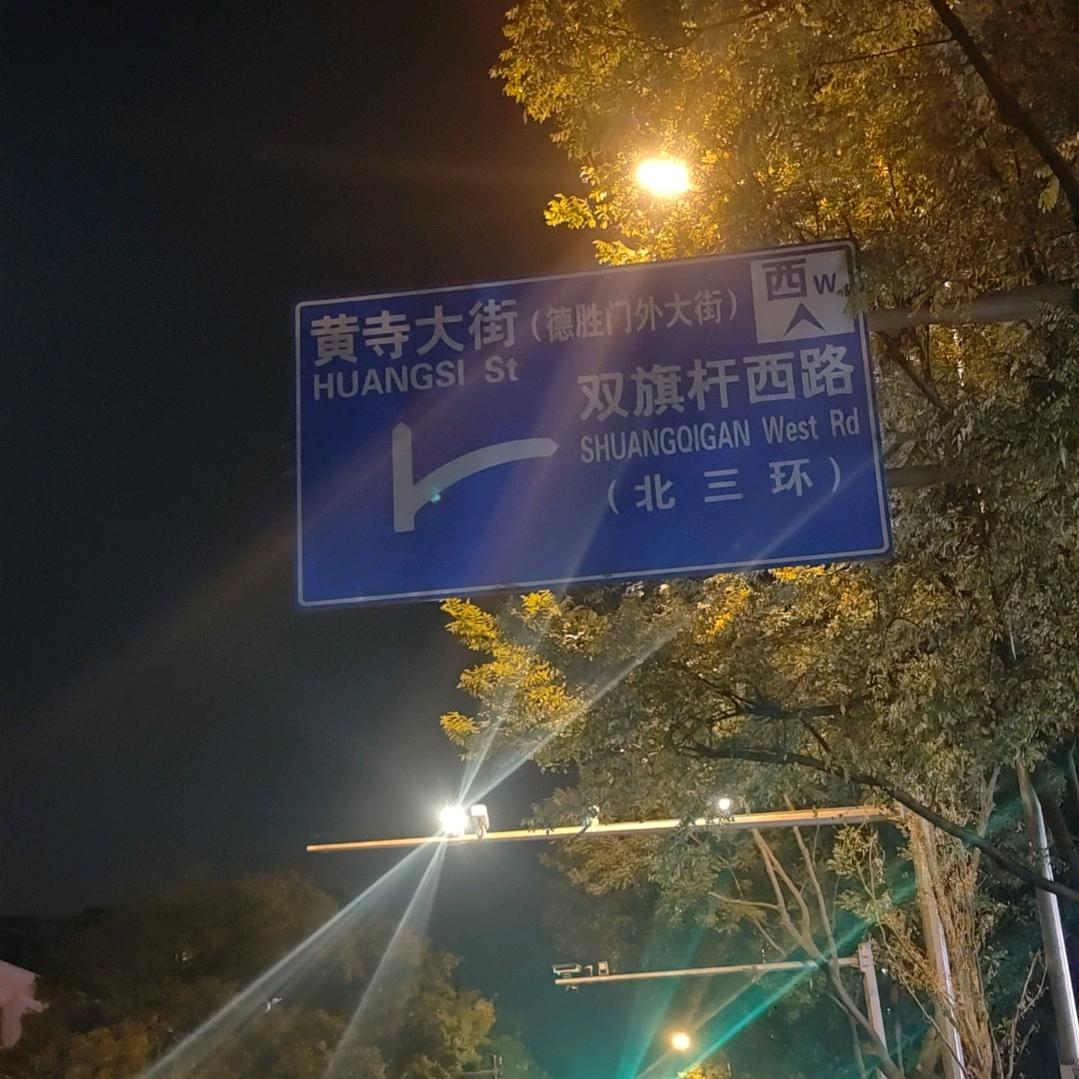 黄寺大街（德胜门外大街）
HUANGSI St
西 W
双旗杆西路
SHUANGQIGAN West Rd
（北三环）